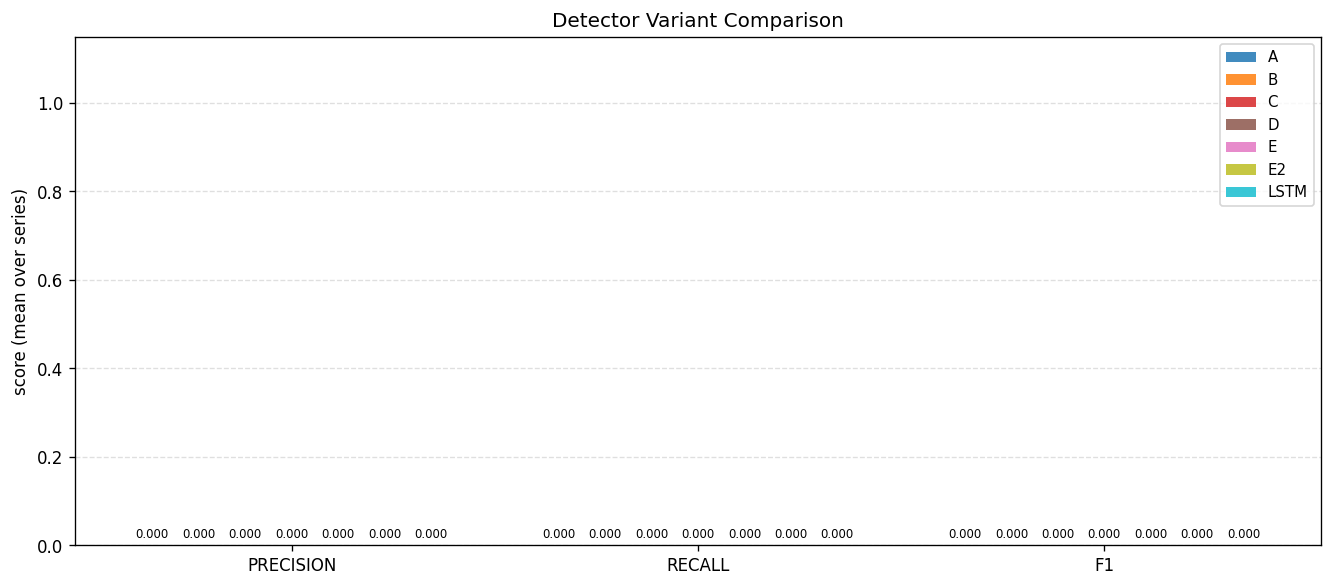 Detector Variant Comparison
score (mean over series)
1.0
0.8
0.6
0.4
0.2
0.0
A
B
C
D
E
E2
LSTM
0.000 0.000 0.000 0.000 0.000 0.000 0.000 0.000 0.000 0.000 0.000 0.000 0.000 0.000 0.000 0.000 0.000 0.000 0.000 0.000 0.000
PRECISION RECALL F1